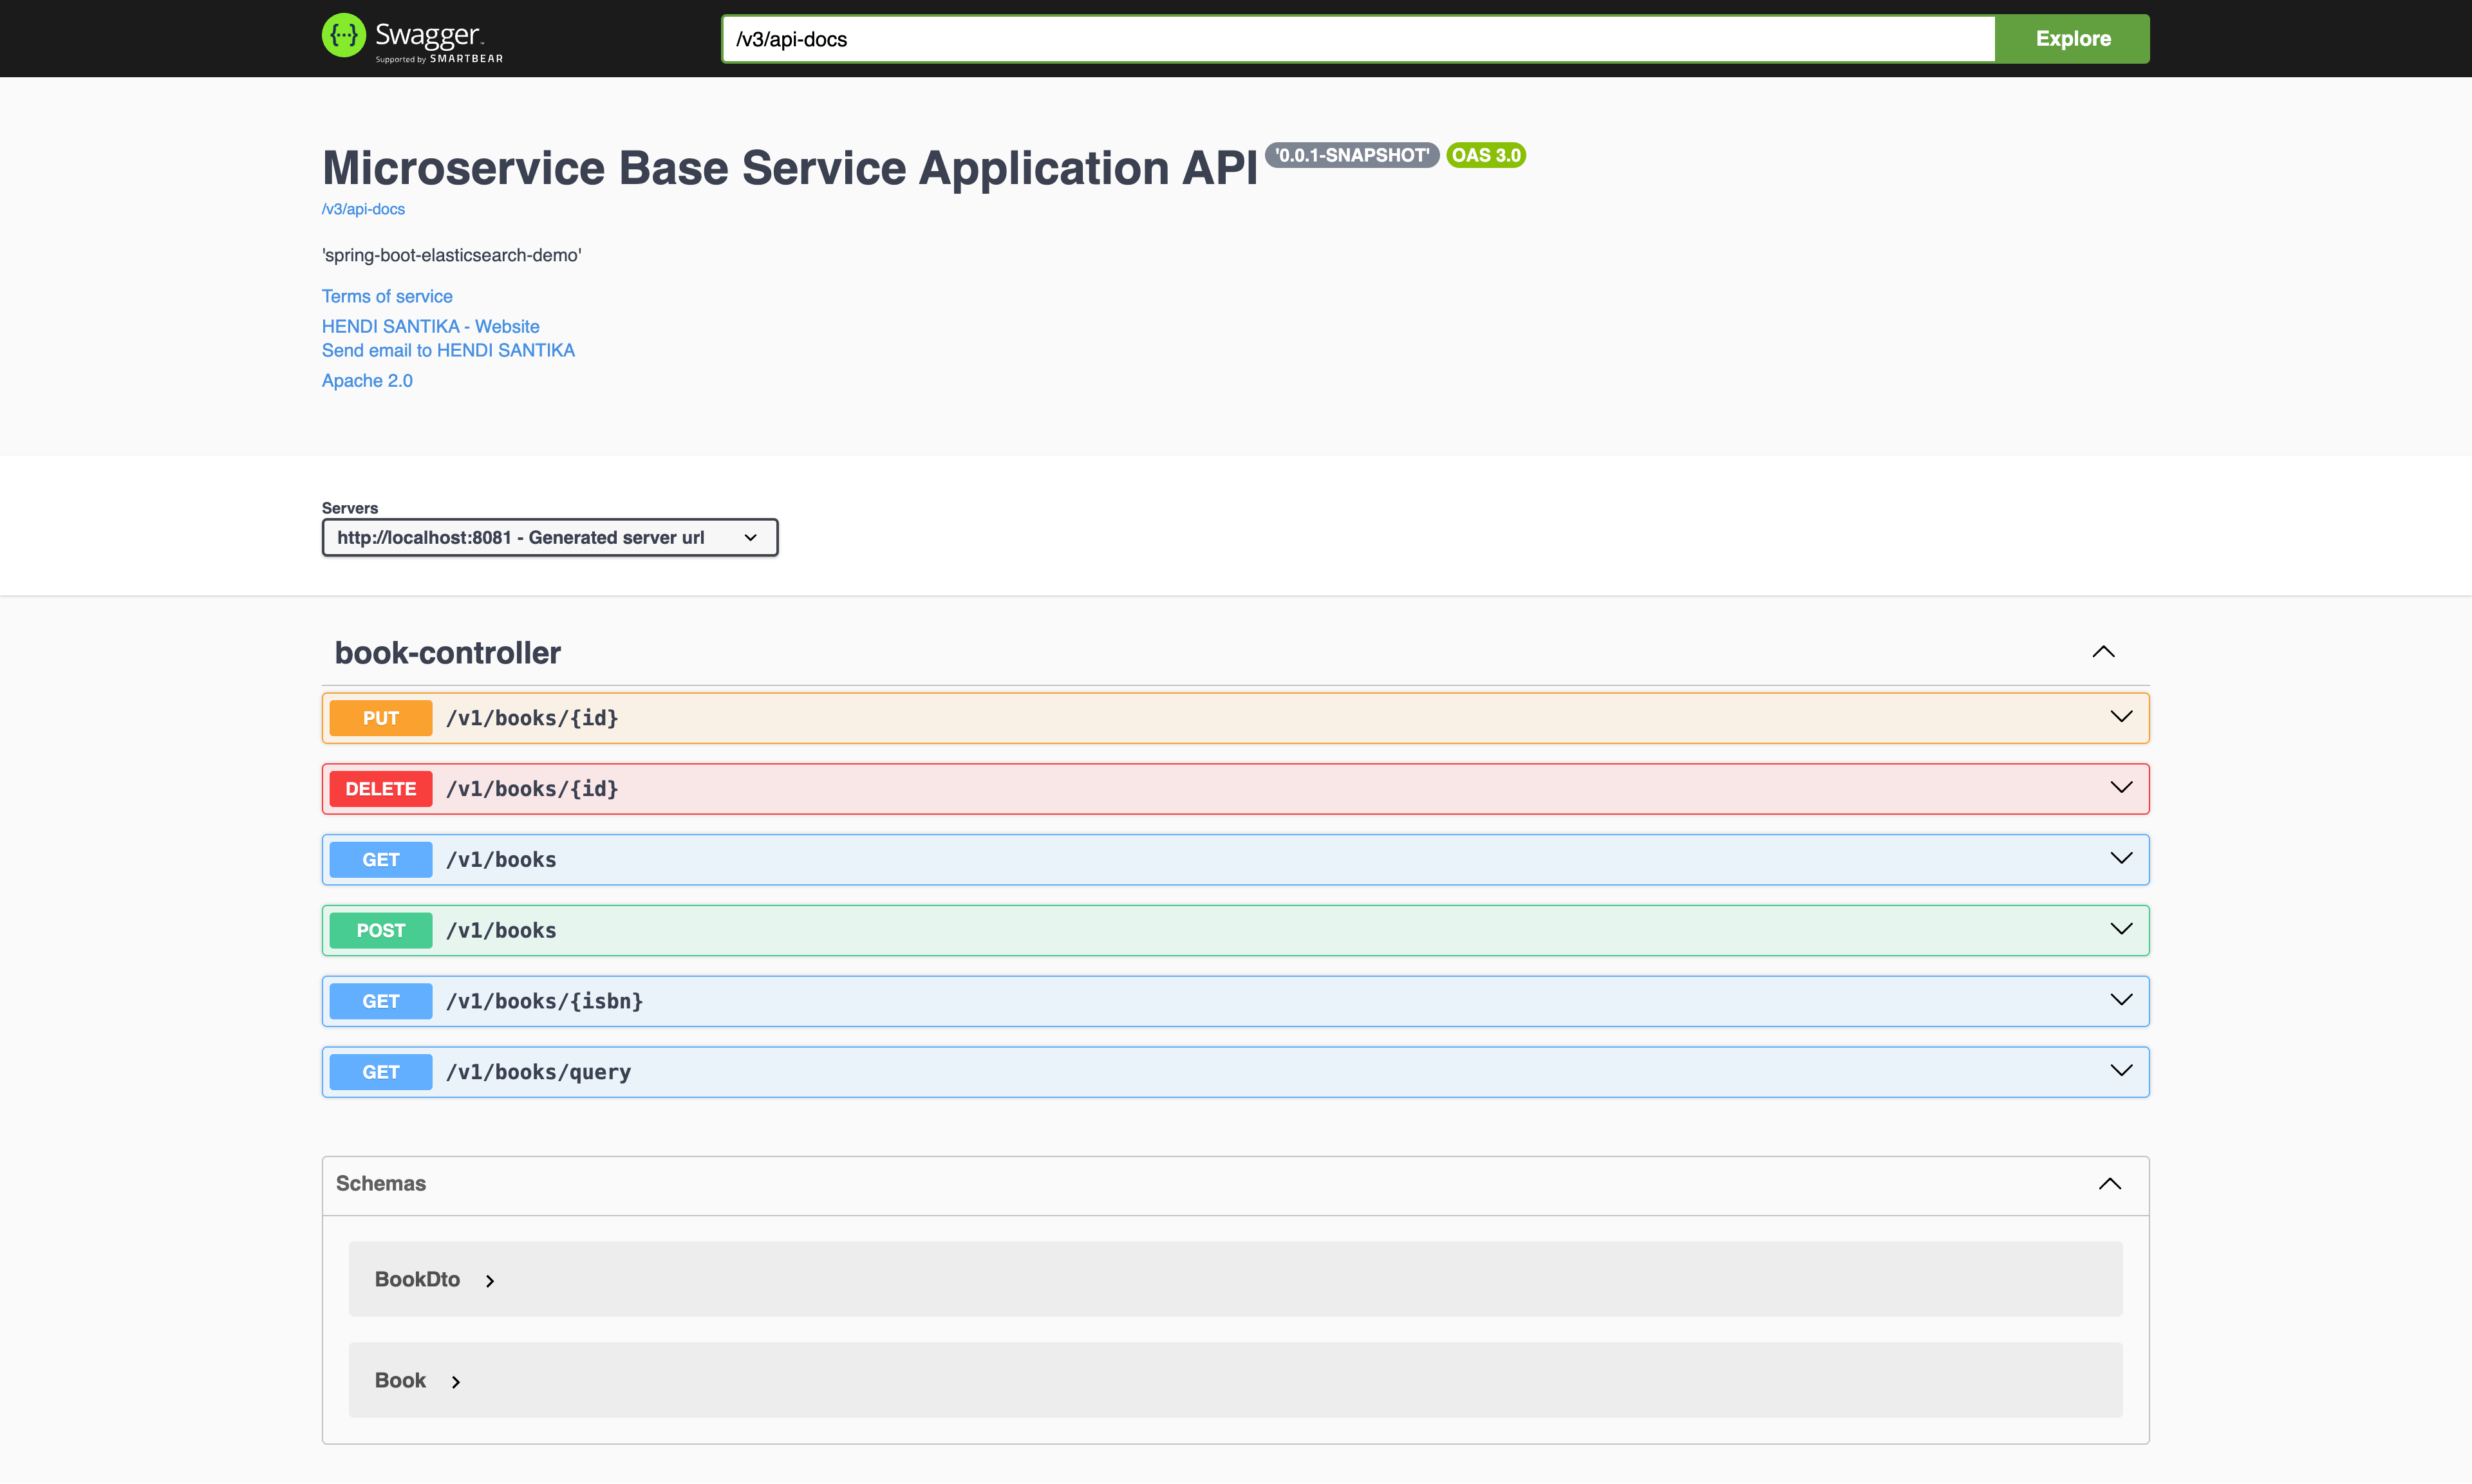 Swagger™
Supported by SMARTBEAR
/v3/api-docs
Explore
Microservice Base Service Application API '0.0.1-SNAPSHOT' OAS 3.0
/v3/api-docs
'spring-boot-elasticsearch-demo'
Terms of service
HENDI SANTIKA - Website
Send email to HENDI SANTIKA
Apache 2.0
Servers
http://localhost:8081 - Generated server url
book-controller
PUT /v1/books/{id}
DELETE /v1/books/{id}
GET /v1/books
POST /v1/books
GET /v1/books/{isbn}
GET /v1/books/query
Schemas
BookDto
Book